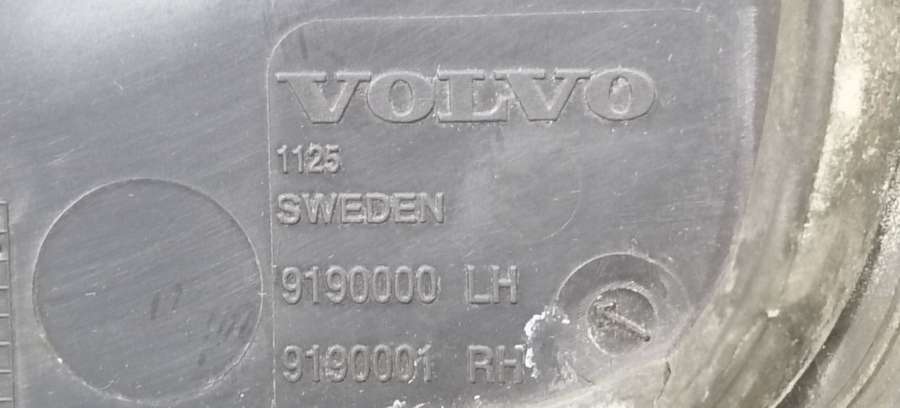 VOLVO
1125
SWEDEN
9190000 LH
9190001 RH